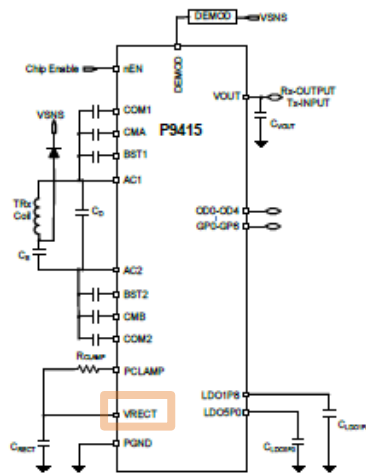 DEMOD
VSNS
Chip Enable
nEN
DEMOD
VSNS
COM1
VOUT
Rx-OUTPUT
Tx-INPUT
CMA
P9415
CVOUT
BST1
AC1
TRx
Coil
CD
OD0-OD4
GP0-GP6
CS
AC2
BST2
CMB
COM2
RCLAMP
PCLAMP
LDO1P8
VRECT
LDO5P0
CRECT
PGND
CLDO5P0